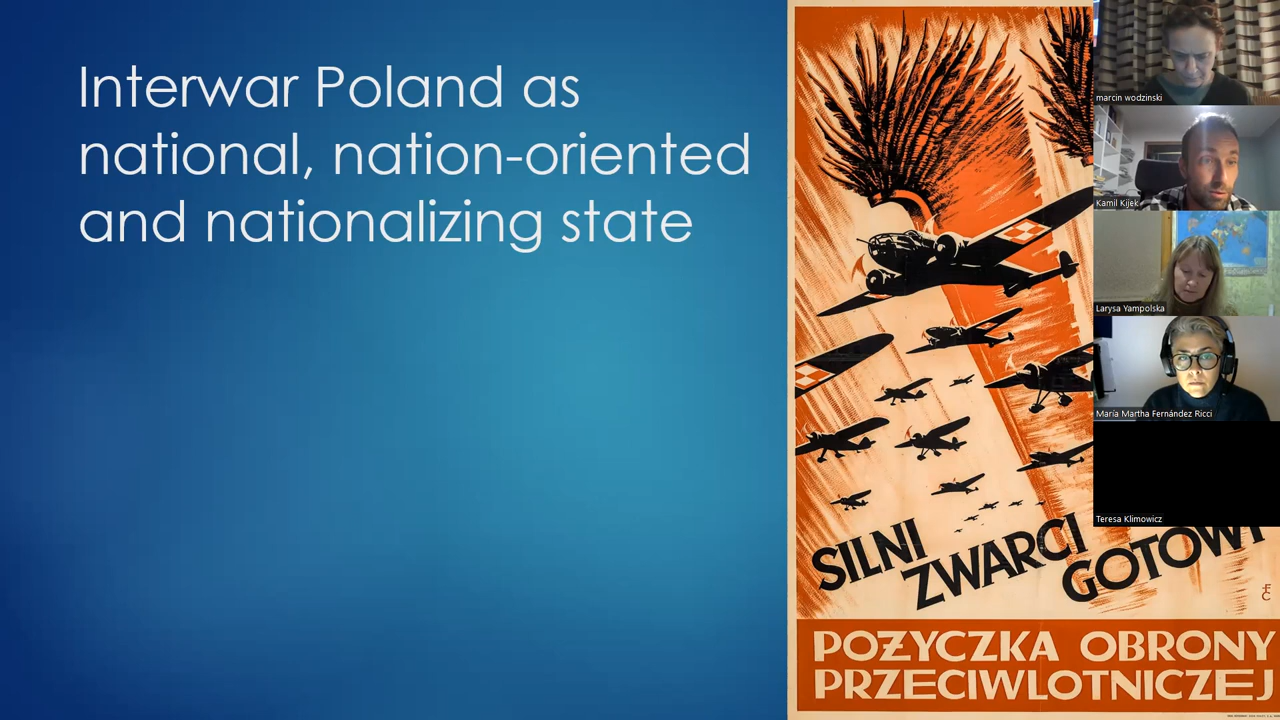 Interwar Poland as
national, nation-oriented
and nationalizing state
SILNI
ZWARCI
GOTOWI
POŻYCZKA OBRONY
PRZECIWLOTNICZEJ
marcin wodzinski
Kamil Kijek
Larysa Yampolska
María Martha Fernández Ricci
Teresa Klimowicz